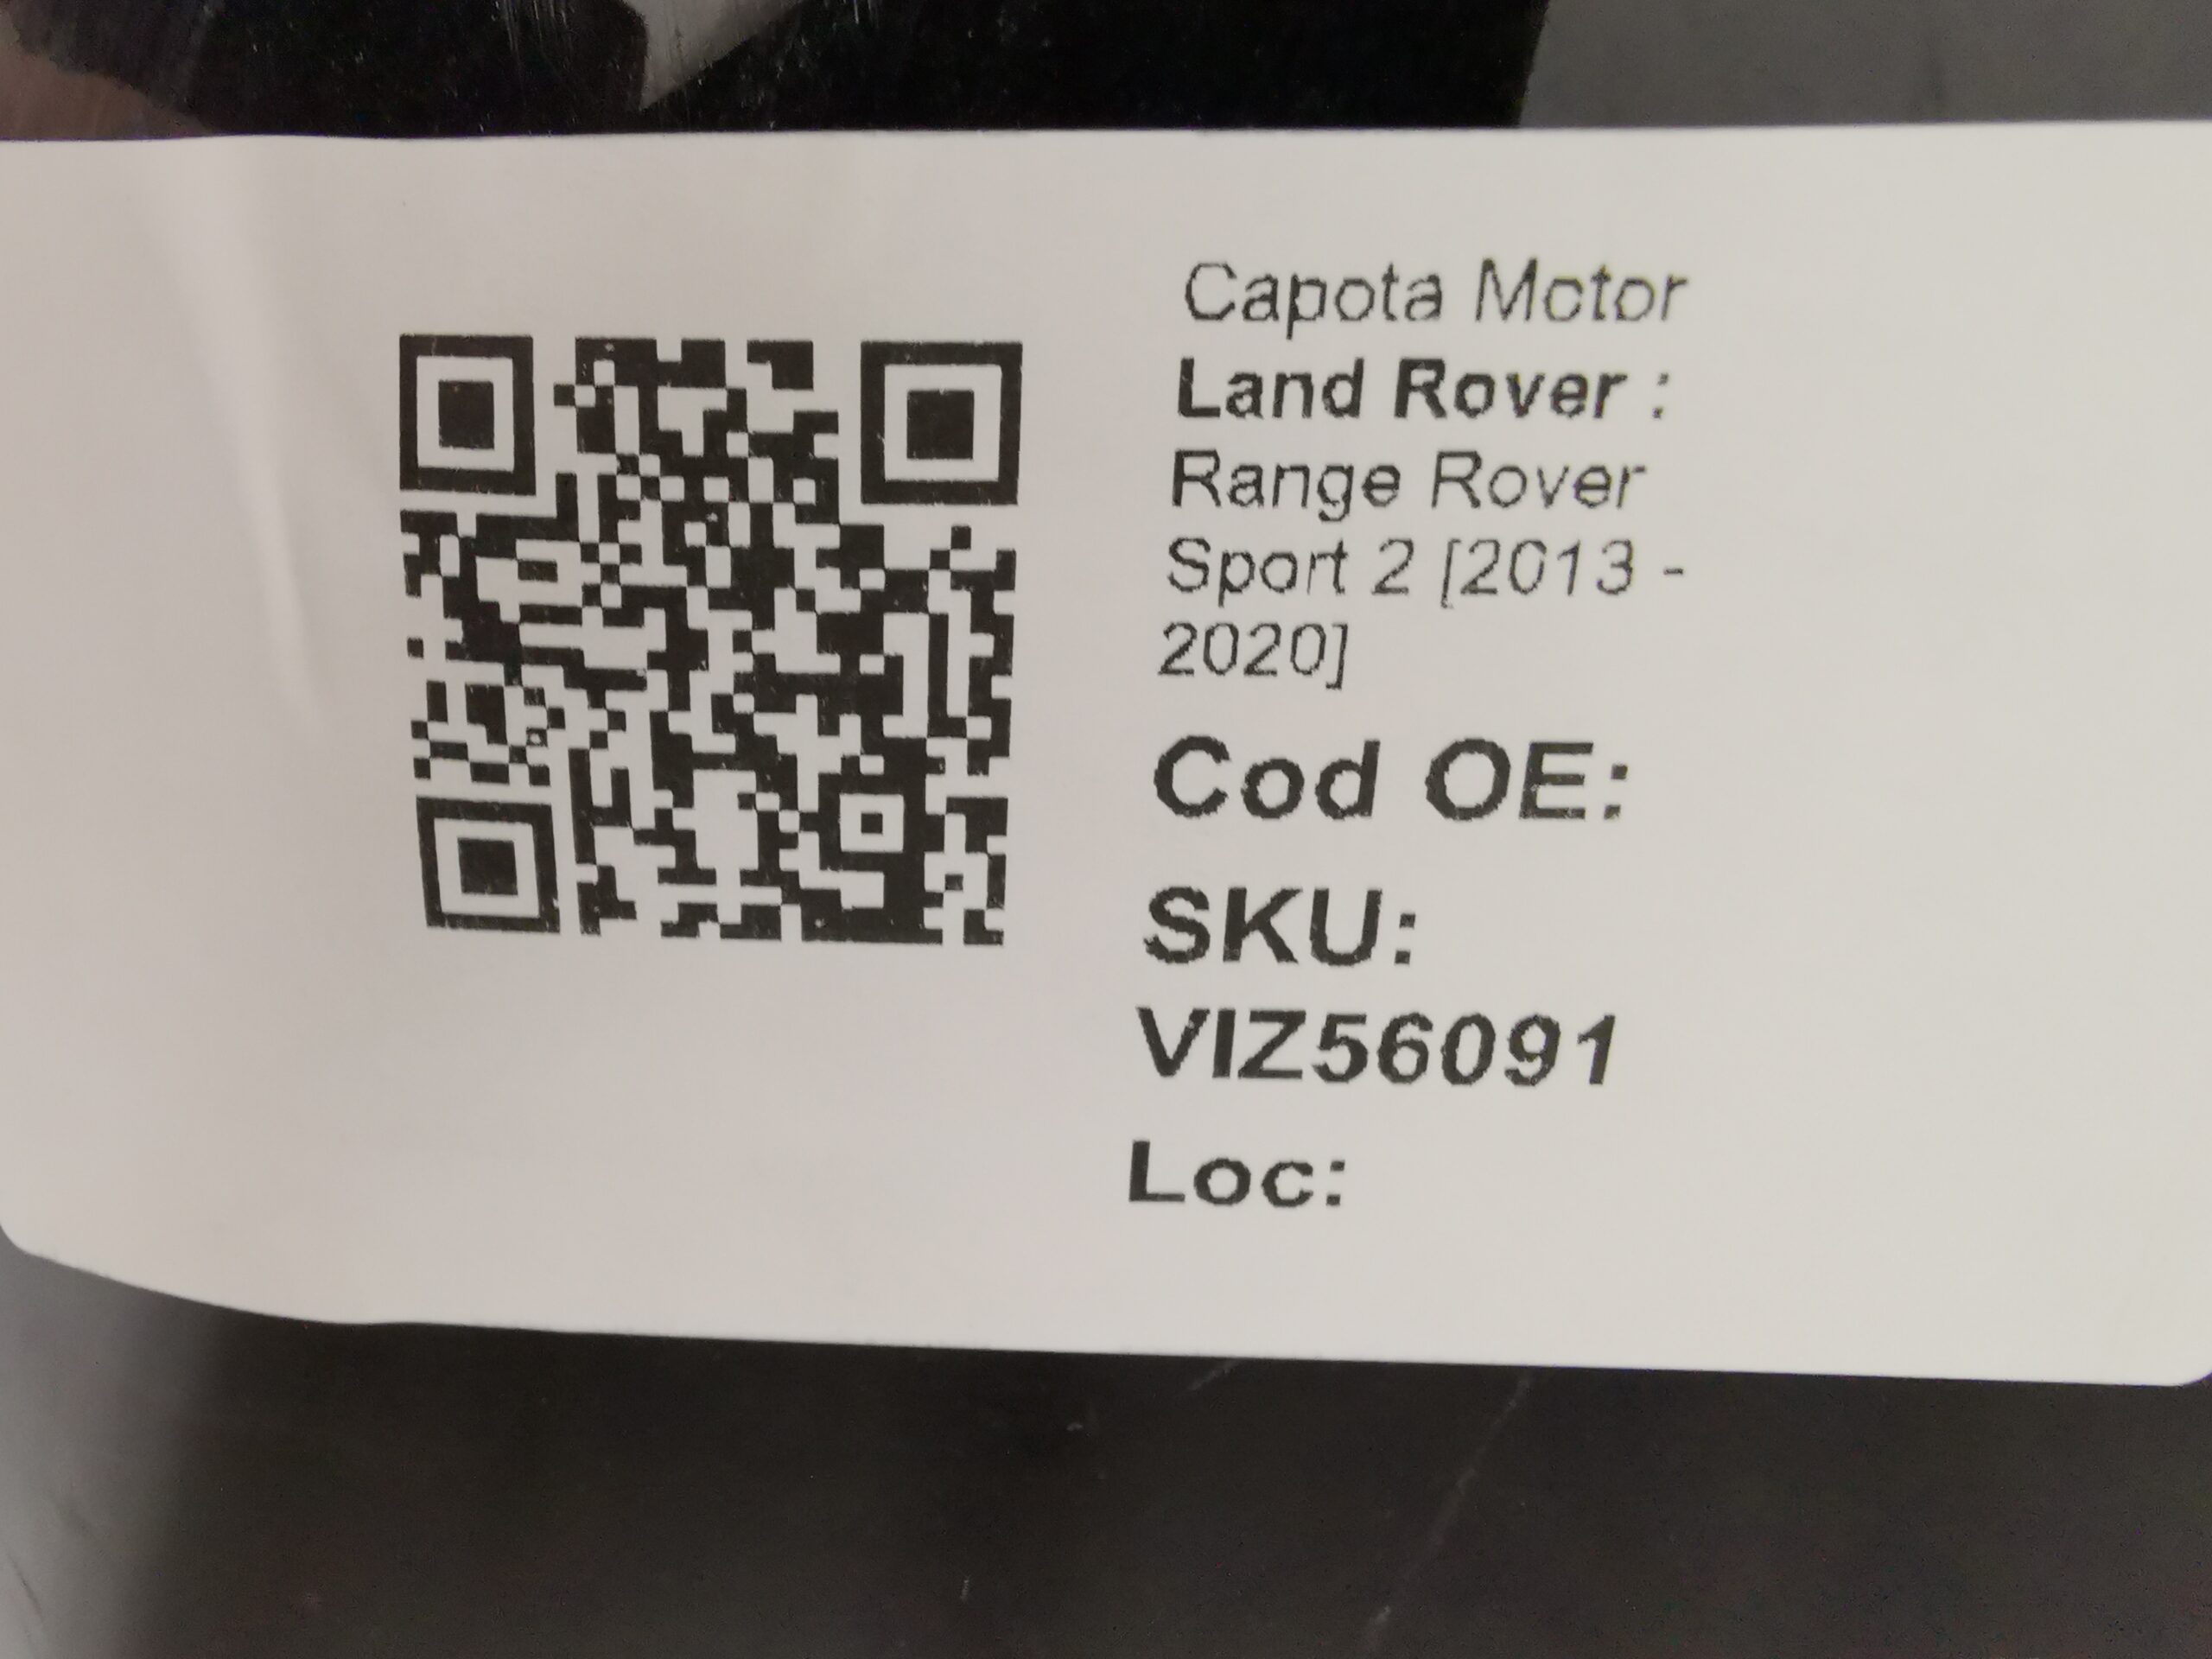 Capota Motor
Land Rover :
Range Rover
Sport 2 [2013 -
2020]
Cod OE:
SKU:
VIZ56091
Loc: